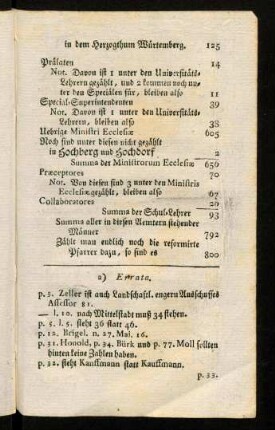 in dem Herzogthum Würtemberg. 125
Prälaten 14
Not. Davon ist 1 unter den Universitäts-
Lehrern gezählt, und 2 kommen noch un-
ter den Specialen für, bleiben also 11
Special-Superintendenten 39
Not. Davon ist 1 unter den Universitäts-
Lehrern, bleiben also 38
Uebrige Ministri Ecclesiæ 605
Noch sind unter diesen nicht gezählt
in Hochberg und Hochdorf 2
Summa der Ministrorum Ecclesiæ 656
Præceptores 70
Not. Von diesen sind 3 unter den Ministris
Ecclesiæ gezählt, bleiben also 67
Collaboratores 26
Summa der Schul-Lehrer 93
Summa aller in diesen Aemtern stehender
Männer 792
Zählt man endlich noch die reformirte
Pfarrer dazu, so sind es 800
2) Errata.
p. 5. Zeller ist auch Landschaftl. engern Ausschusses
Assessor 81.
— l. 10. nach Mittelstadt muß 34 stehen.
p. 5. l. 5. steht 36 statt 46.
p. 12. Brigel. n. 27. Mai. 16.
p. 31. Honold, p. 34. Bürk und p. 77. Moll sollten
hinten keine Zahlen haben.
p. 32. steht Kauffmann statt Kauffmann.
p. 33.